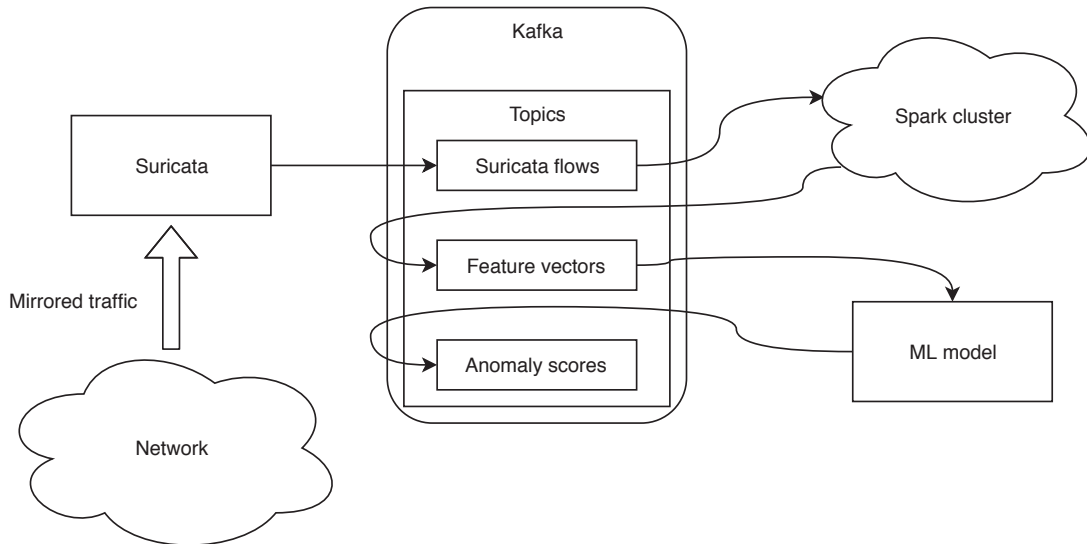 Kafka
Topics
Suricata
Suricata flows
Spark cluster
Feature vectors
Mirrored traffic
ML model
Anomaly scores
Network